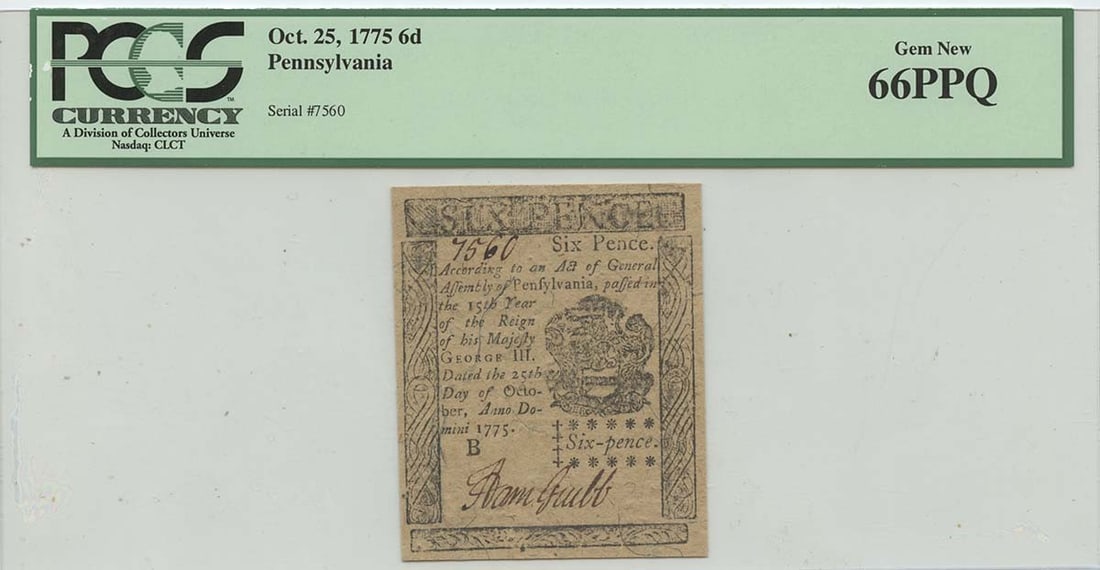 PCGS
CURRENCY
A Division of Collectors Universe
Nasdaq: CLCT
Oct. 25, 1775 6d
Pennsylvania
Serial #7560
Gem New
66PPQ
SIX PENCE
7560 Six Pence.
According to an Act of General
Aſſembly of Penſylvania, paſſed in
the 15th Year
of the Reign
of his Majeſty
GEORGE III.
Dated the 25th
Day of Octo-
ber, Anno Do-
mini 1775.
Six-pence.
B